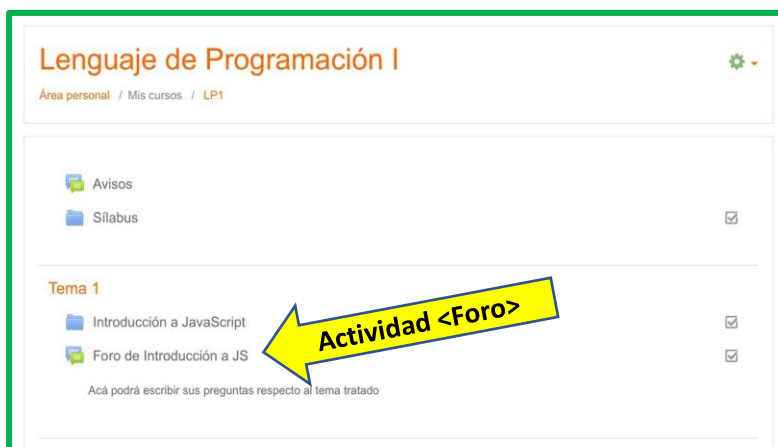 Lenguaje de Programación I
Área personal / Mis cursos / LP1
Avisos
Sílabus
Tema 1
Introducción a JavaScript
Foro de Introducción a JS
Actividad <Foro>
Acá podrá escribir sus preguntas respecto al tema tratado